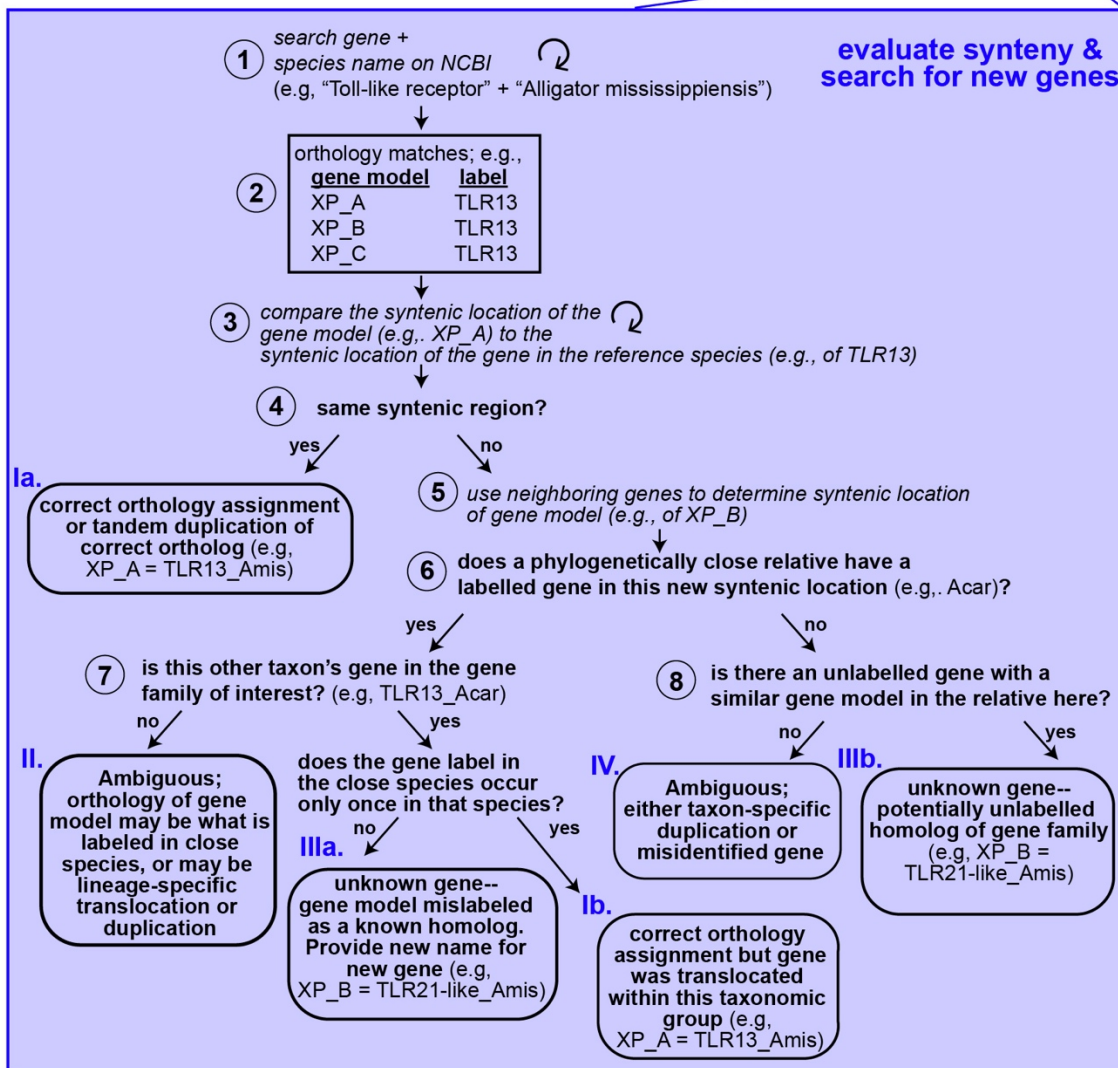 evaluate synteny &
search for new genes
1
search gene +
species name on NCBI
(e.g, “Toll-like receptor” + “Alligator mississippiensis”)
2
orthology matches; e.g.,
gene model label
XP_A TLR13
XP_B TLR13
XP_C TLR13
3
compare the syntenic location of the
gene model (e.g,. XP_A) to the
syntenic location of the gene in the reference species (e.g., of TLR13)
4
same syntenic region?
yes
no
Ia.
correct orthology assignment
or tandem duplication of
correct ortholog (e.g,
XP_A = TLR13_Amis)
5
use neighboring genes to determine syntenic location
of gene model (e.g., of XP_B)
6
does a phylogenetically close relative have a
labelled gene in this new syntenic location (e.g,. Acar)?
yes
no
7
is this other taxon’s gene in the gene
family of interest? (e.g, TLR13_Acar)
8
is there an unlabelled gene with a
similar gene model in the relative here?
no
yes
no
yes
II.
Ambiguous;
orthology of gene
model may be what is
labeled in close
species, or may be
lineage-specific
translocation or
duplication
does the gene label in
the close species occur
only once in that species?
no
yes
IIIa.
unknown gene--
gene model mislabeled
as a known homolog.
Provide new name for
new gene (e.g,
XP_B = TLR21-like_Amis)
Ib.
correct orthology
assignment but gene
was translocated
within this taxonomic
group (e.g,
XP_A = TLR13_Amis)
IV.
Ambiguous;
either taxon-specific
duplication or
misidentified gene
IIIb.
unknown gene--
potentially unlabelled
homolog of gene family
(e.g, XP_B =
TLR21-like_Amis)